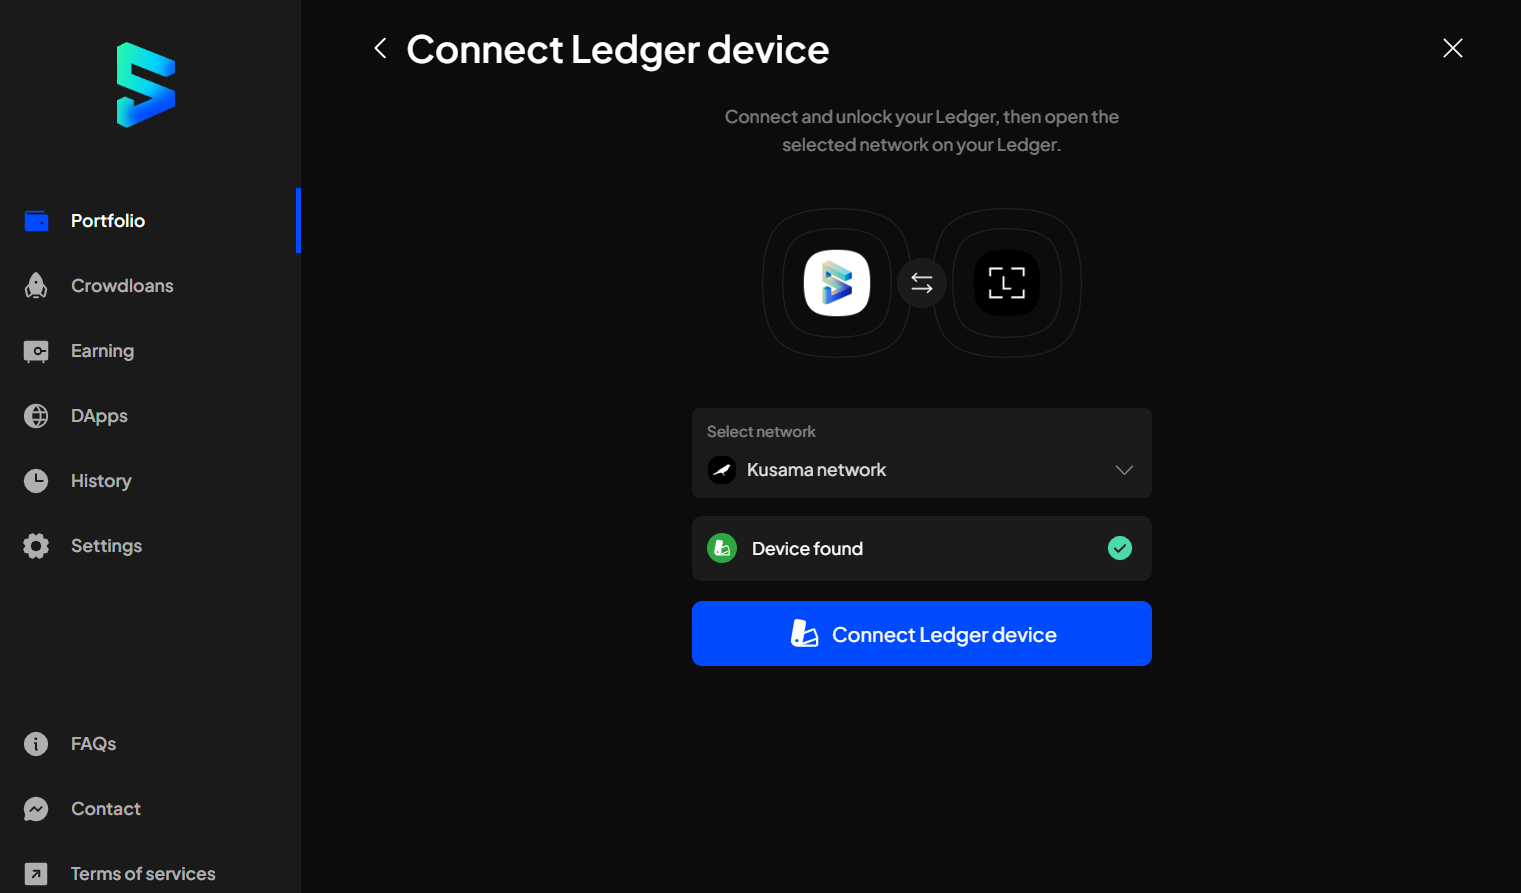 Connect Ledger device
Connect and unlock your Ledger, then open the
selected network on your Ledger.
Portfolio
Crowdloans
Earning
DApps
History
Settings
L
Select network
Kusama network
Device found
Connect Ledger device
FAQs
Contact
Terms of services